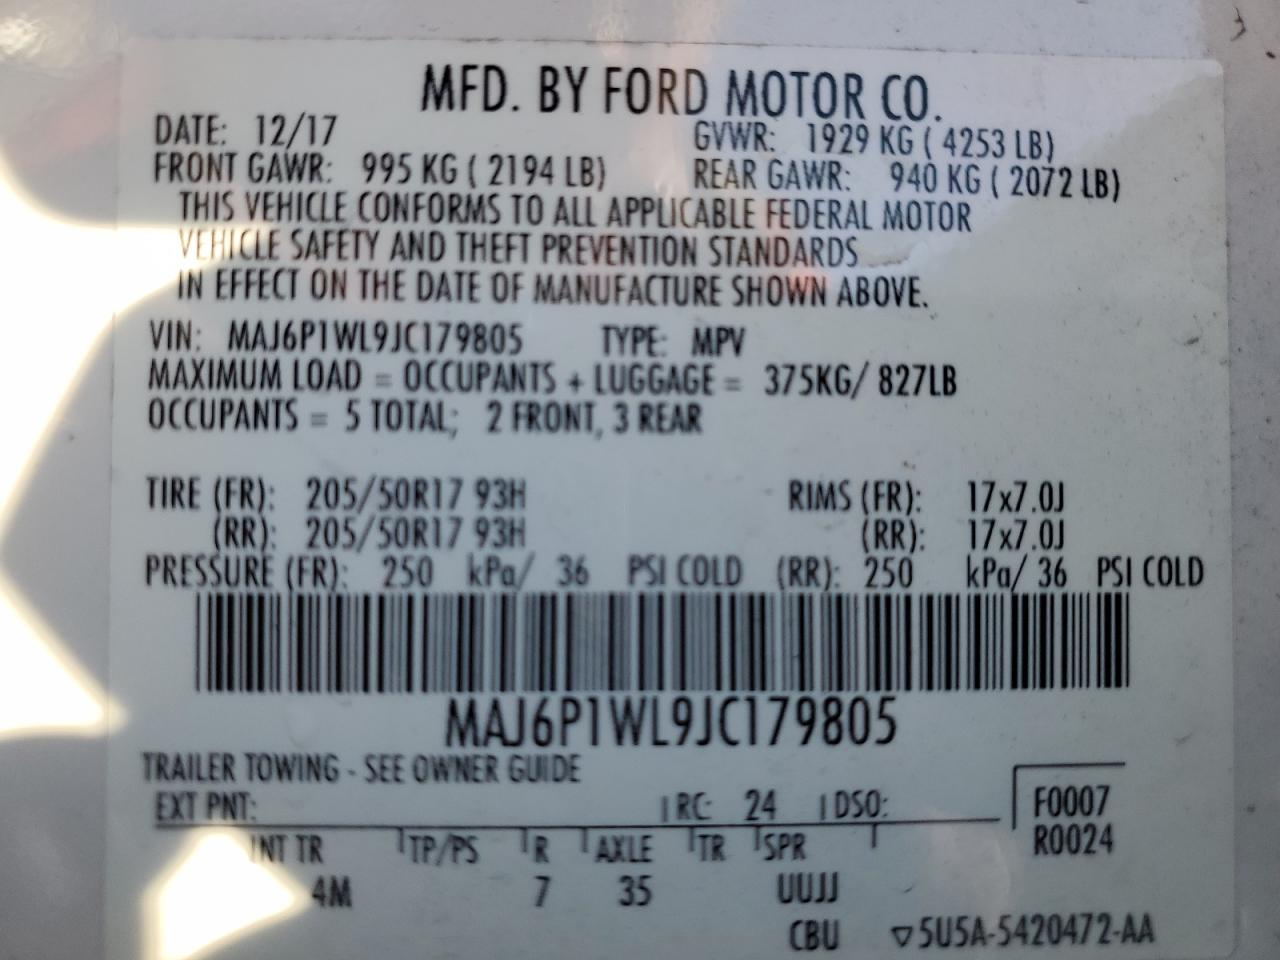 MFD. BY FORD MOTOR CO.
DATE: 12/17 GVWR: 1929 KG ( 4253 LB)
FRONT GAWR: 995 KG ( 2194 LB) REAR GAWR: 940 KG ( 2072 LB)
THIS VEHICLE CONFORMS TO ALL APPLICABLE FEDERAL MOTOR
VEHICLE SAFETY AND THEFT PREVENTION STANDARDS
IN EFFECT ON THE DATE OF MANUFACTURE SHOWN ABOVE.
VIN: MAJ6P1WL9JC179805 TYPE: MPV
MAXIMUM LOAD = OCCUPANTS + LUGGAGE = 375KG/ 827LB
OCCUPANTS = 5 TOTAL; 2 FRONT, 3 REAR
TIRE (FR): 205/50R17 93H RIMS (FR): 17x7.0J
(RR): 205/50R17 93H (RR): 17x7.0J
PRESSURE (FR): 250 kPa/ 36 PSI COLD (RR): 250 kPa/ 36 PSI COLD
MAJ6P1WL9JC179805
TRAILER TOWING - SEE OWNER GUIDE
EXT PNT: RC: 24 DSO: F0007
R0024
INT TR TP/PS R AXLE TR SPR
4M 7 35 UUJJ
CBU ▽5U5A-5420472-AA